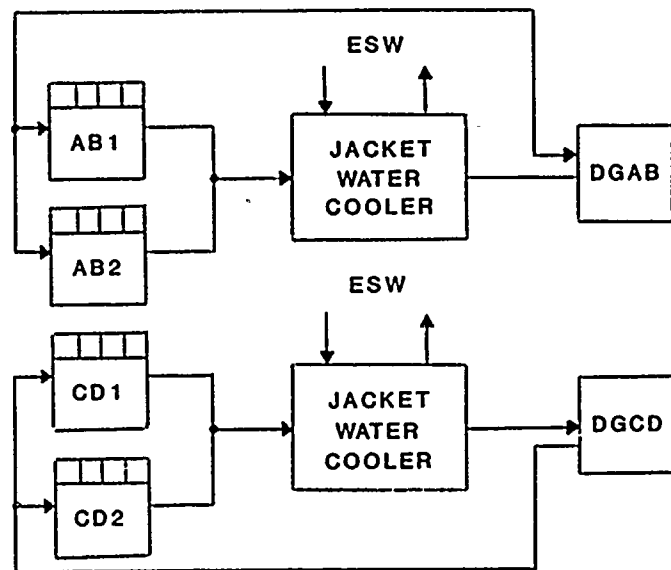 ESW
AB1
JACKET
WATER
COOLER
DGAB
AB2
ESW
CD1
JACKET
WATER
COOLER
DGCD
CD2